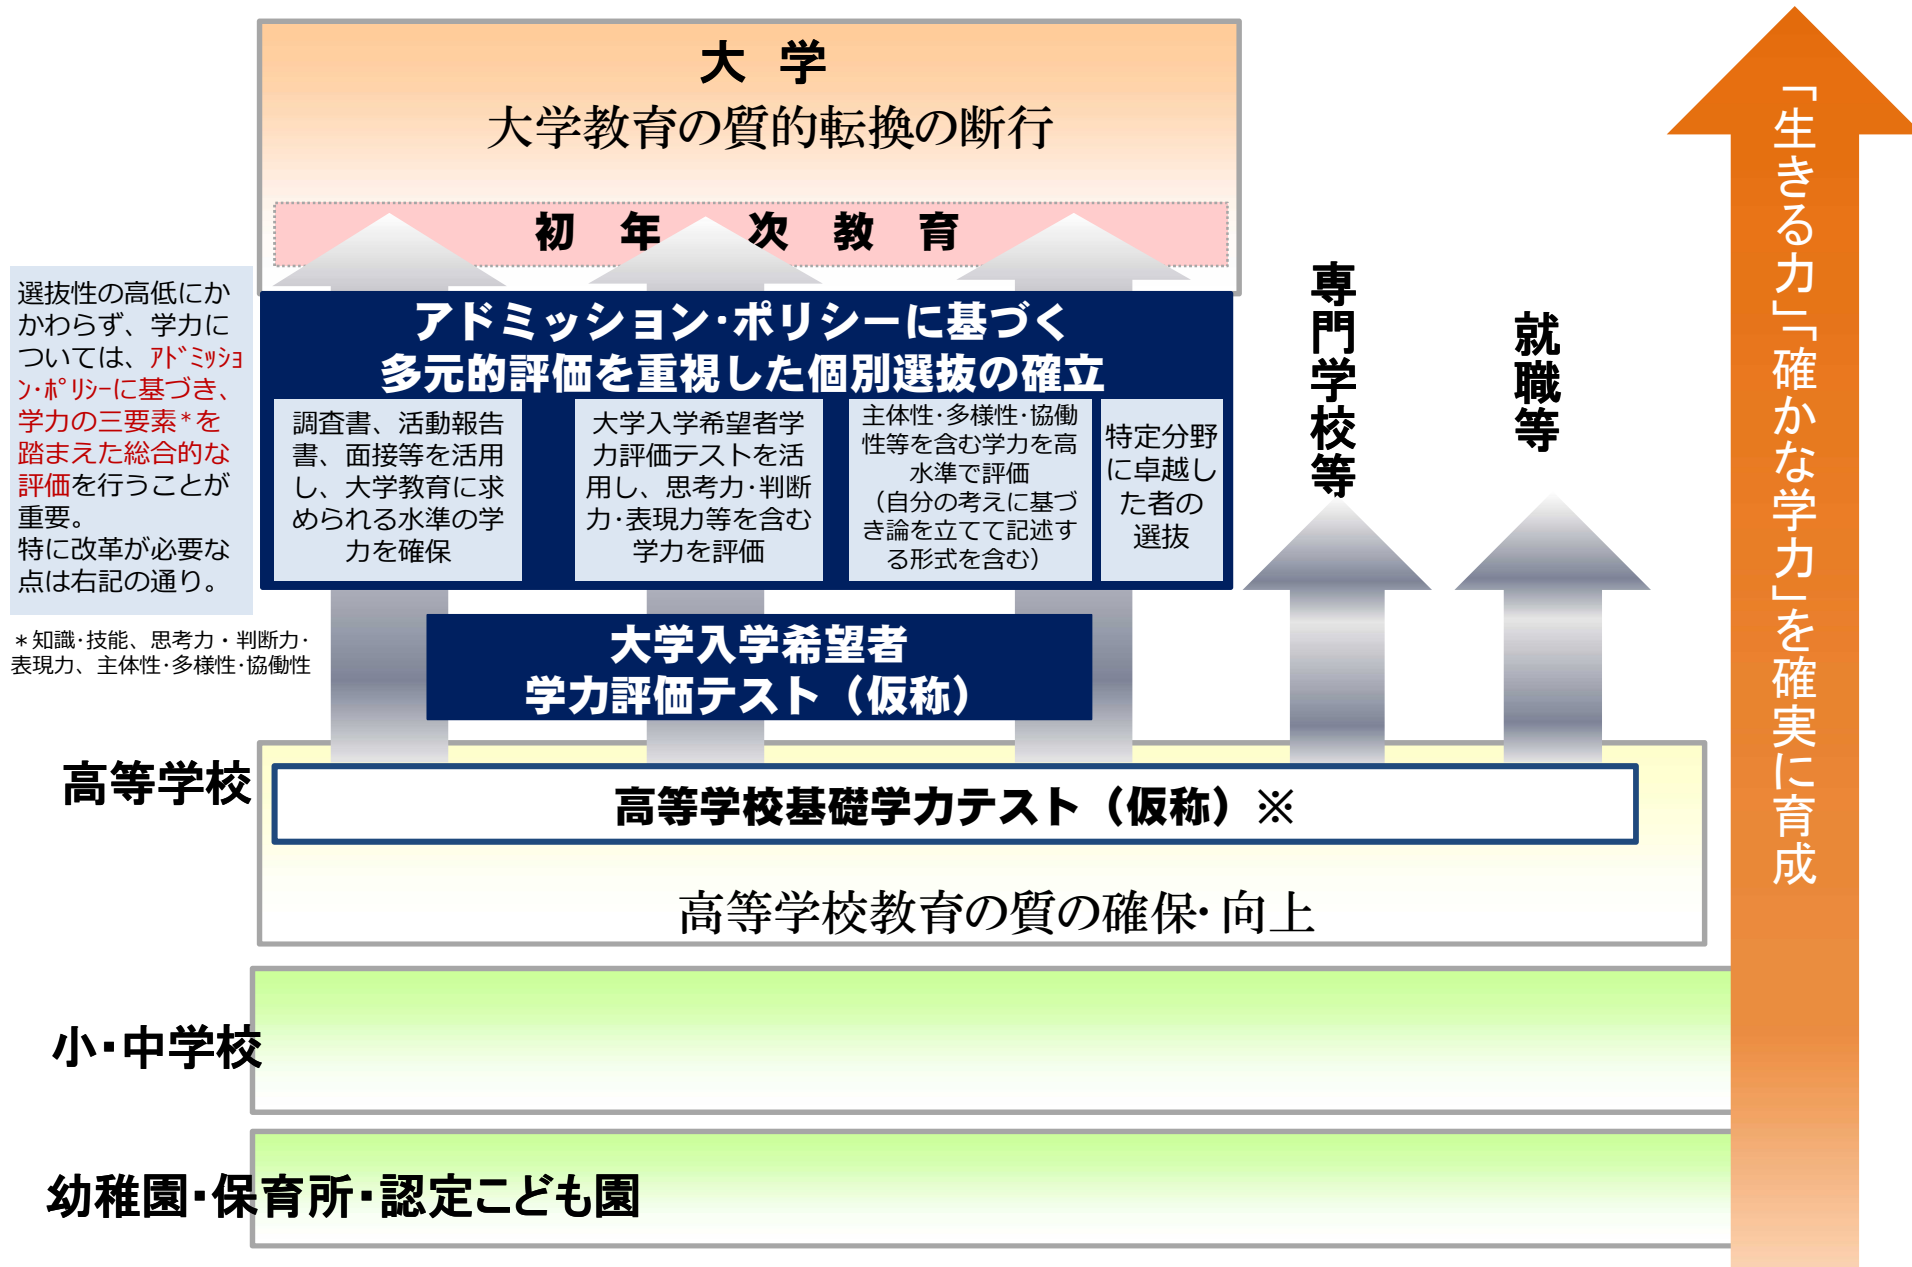 大 学
大学教育の質的転換の断行
初 年 次 教 育
選抜性の高低にか
かわらず、学力に
ついては、ｱﾄﾞﾐｯｼｮ
ﾝ･ﾎﾟﾘｼｰに基づき、
学力の三要素＊を
踏まえた総合的な
評価を行うことが
重要。
特に改革が必要な
点は右記の通り。
＊知識･技能、思考力・判断力･
表現力、主体性･多様性･協働性
アドミッション･ポリシーに基づく
多元的評価を重視した個別選抜の確立
調査書、活動報告
書、面接等を活用
し、大学教育に求
められる水準の学
力を確保
大学入学希望者学
力評価テストを活
用し、思考力･判断
力･表現力等を含む
学力を評価
主体性･多様性･協働
性等を含む学力を高
水準で評価
（自分の考えに基づ
き論を立てて記述す
る形式を含む）
特定分野
に卓越し
た者の
選抜
専門学校等
就職等
大学入学希望者
学力評価テスト（仮称）
高等学校
高等学校基礎学力テスト（仮称）※
高等学校教育の質の確保･向上
小･中学校
幼稚園･保育所･認定こども園
「生きる力」「確かな学力」を確実に育成